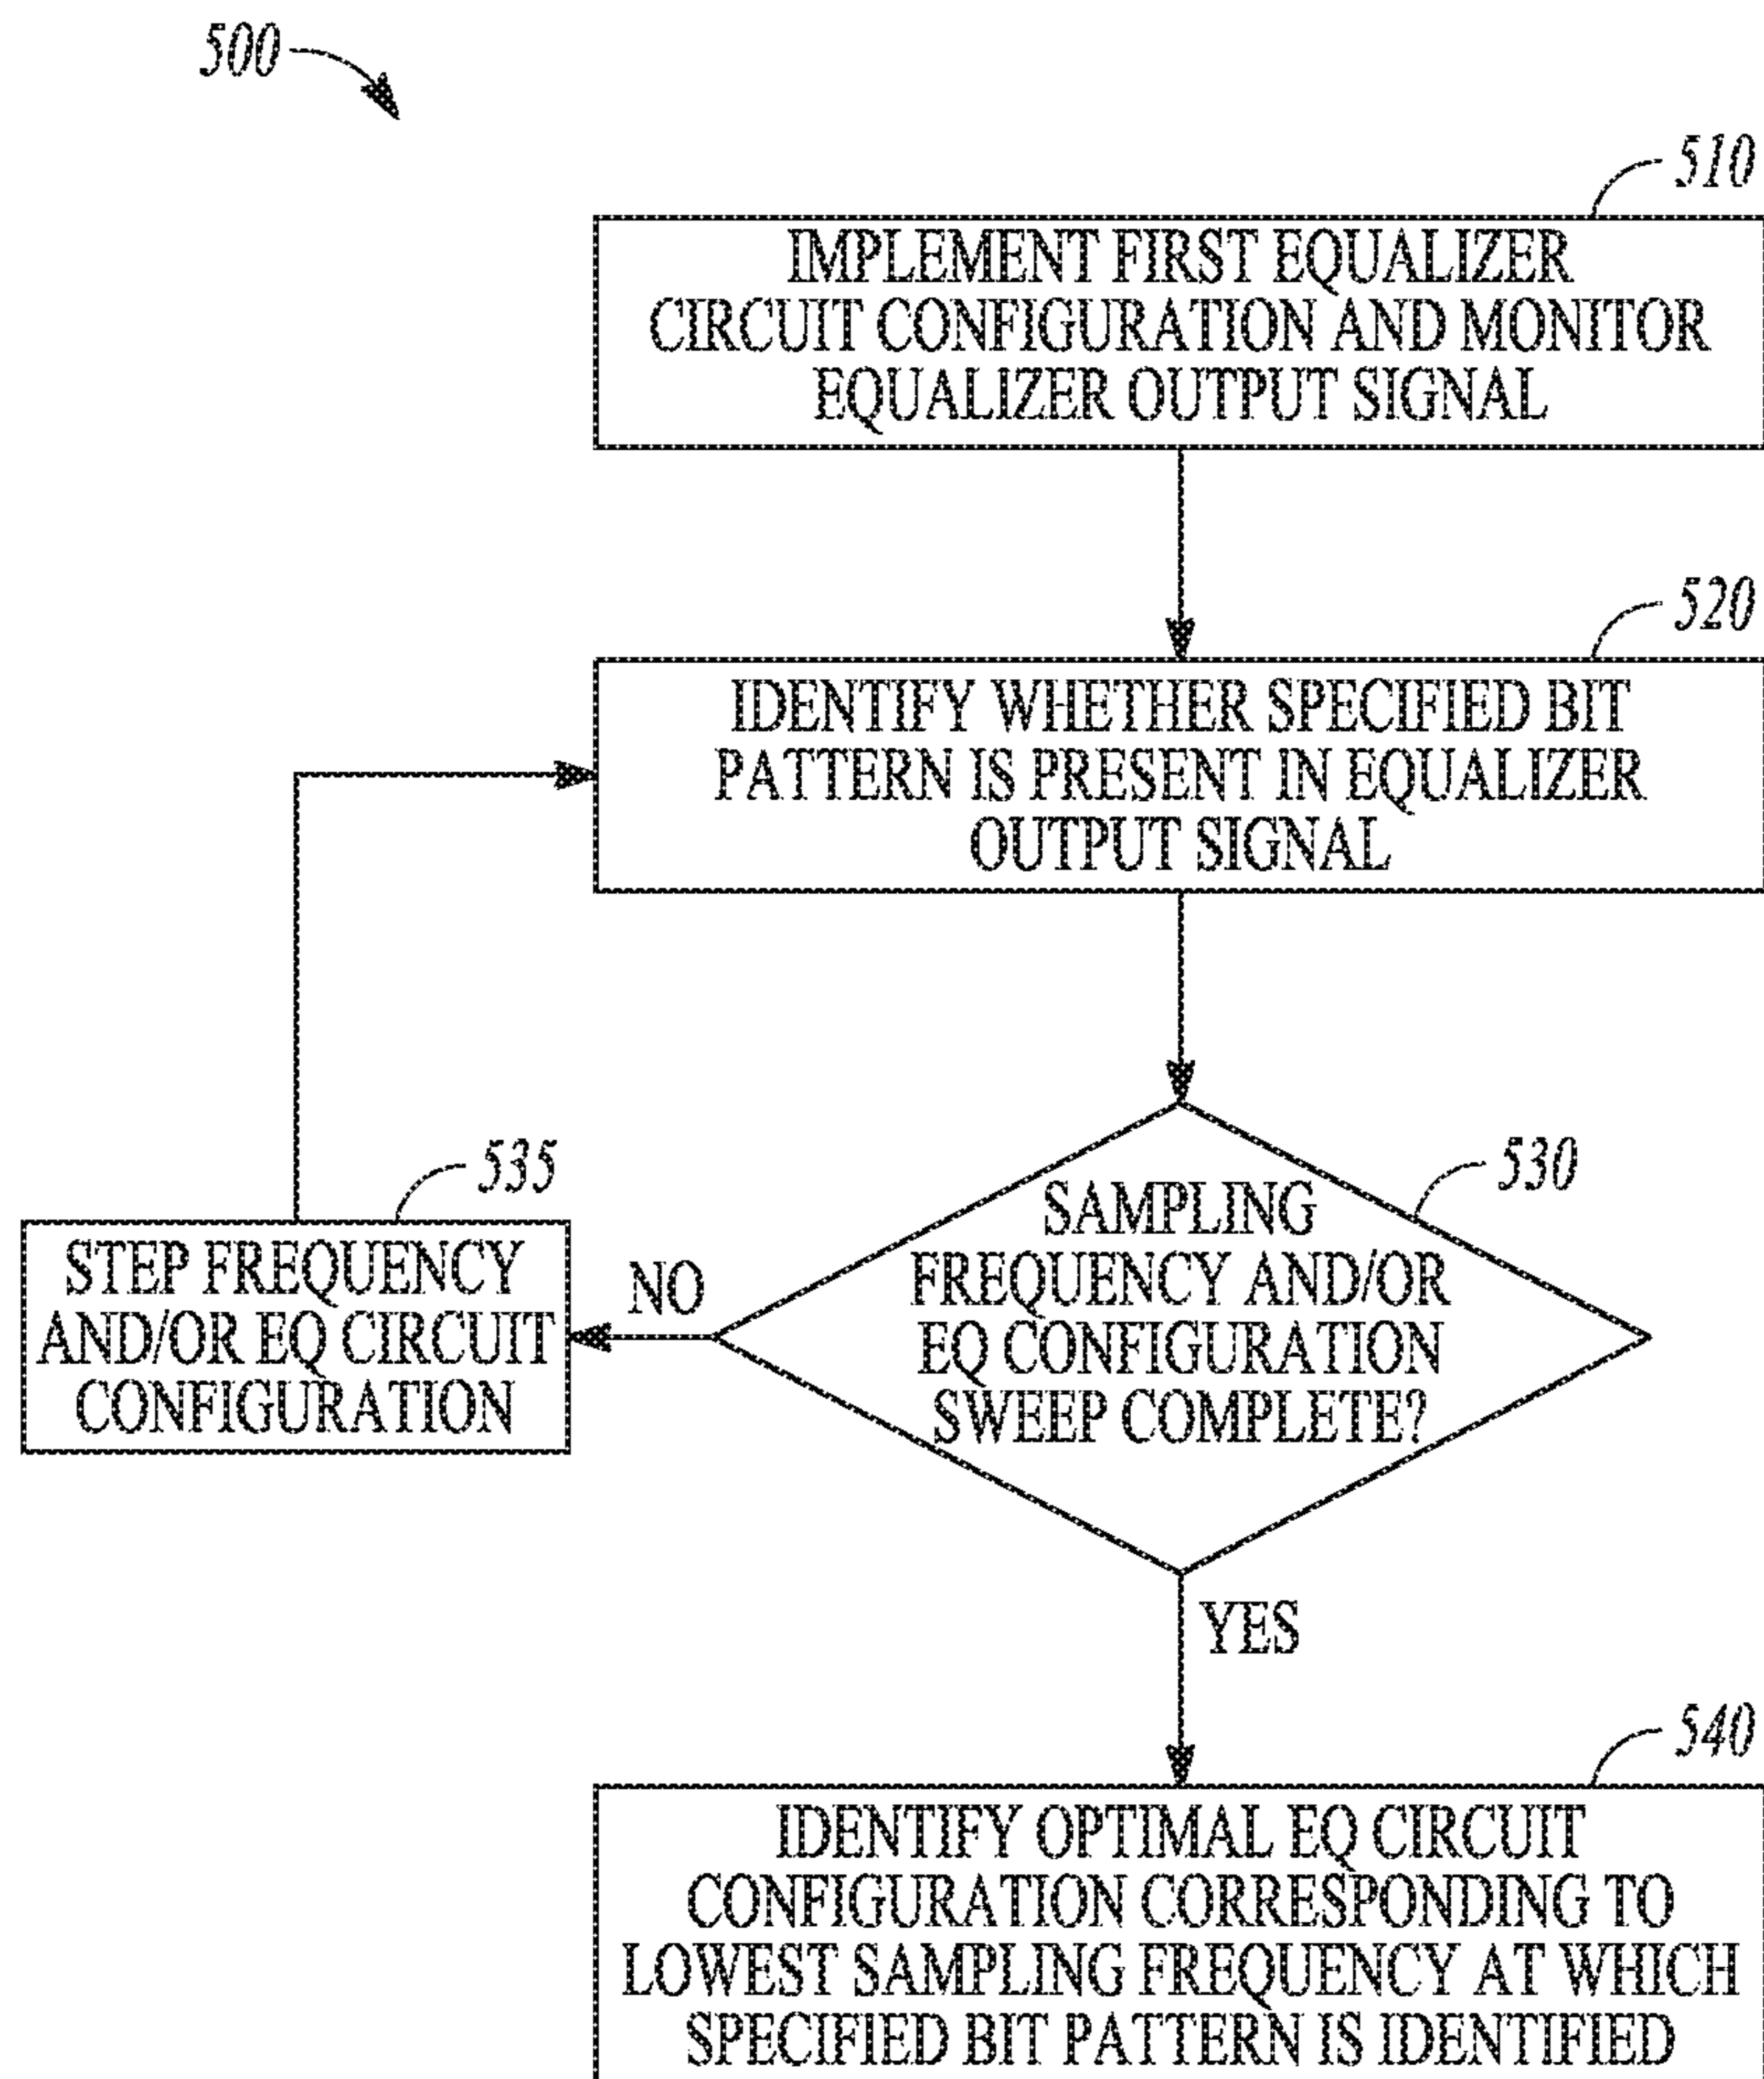 500
510
IMPLEMENT FIRST EQUALIZER
CIRCUIT CONFIGURATION AND MONITOR
EQUALIZER OUTPUT SIGNAL
520
IDENTIFY WHETHER SPECIFIED BIT
PATTERN IS PRESENT IN EQUALIZER
OUTPUT SIGNAL
530
SAMPLING
FREQUENCY AND/OR
EQ CONFIGURATION
SWEEP COMPLETE?
NO
535
STEP FREQUENCY
AND/OR EQ CIRCUIT
CONFIGURATION
YES
540
IDENTIFY OPTIMAL EQ CIRCUIT
CONFIGURATION CORRESPONDING TO
LOWEST SAMPLING FREQUENCY AT WHICH
SPECIFIED BIT PATTERN IS IDENTIFIED